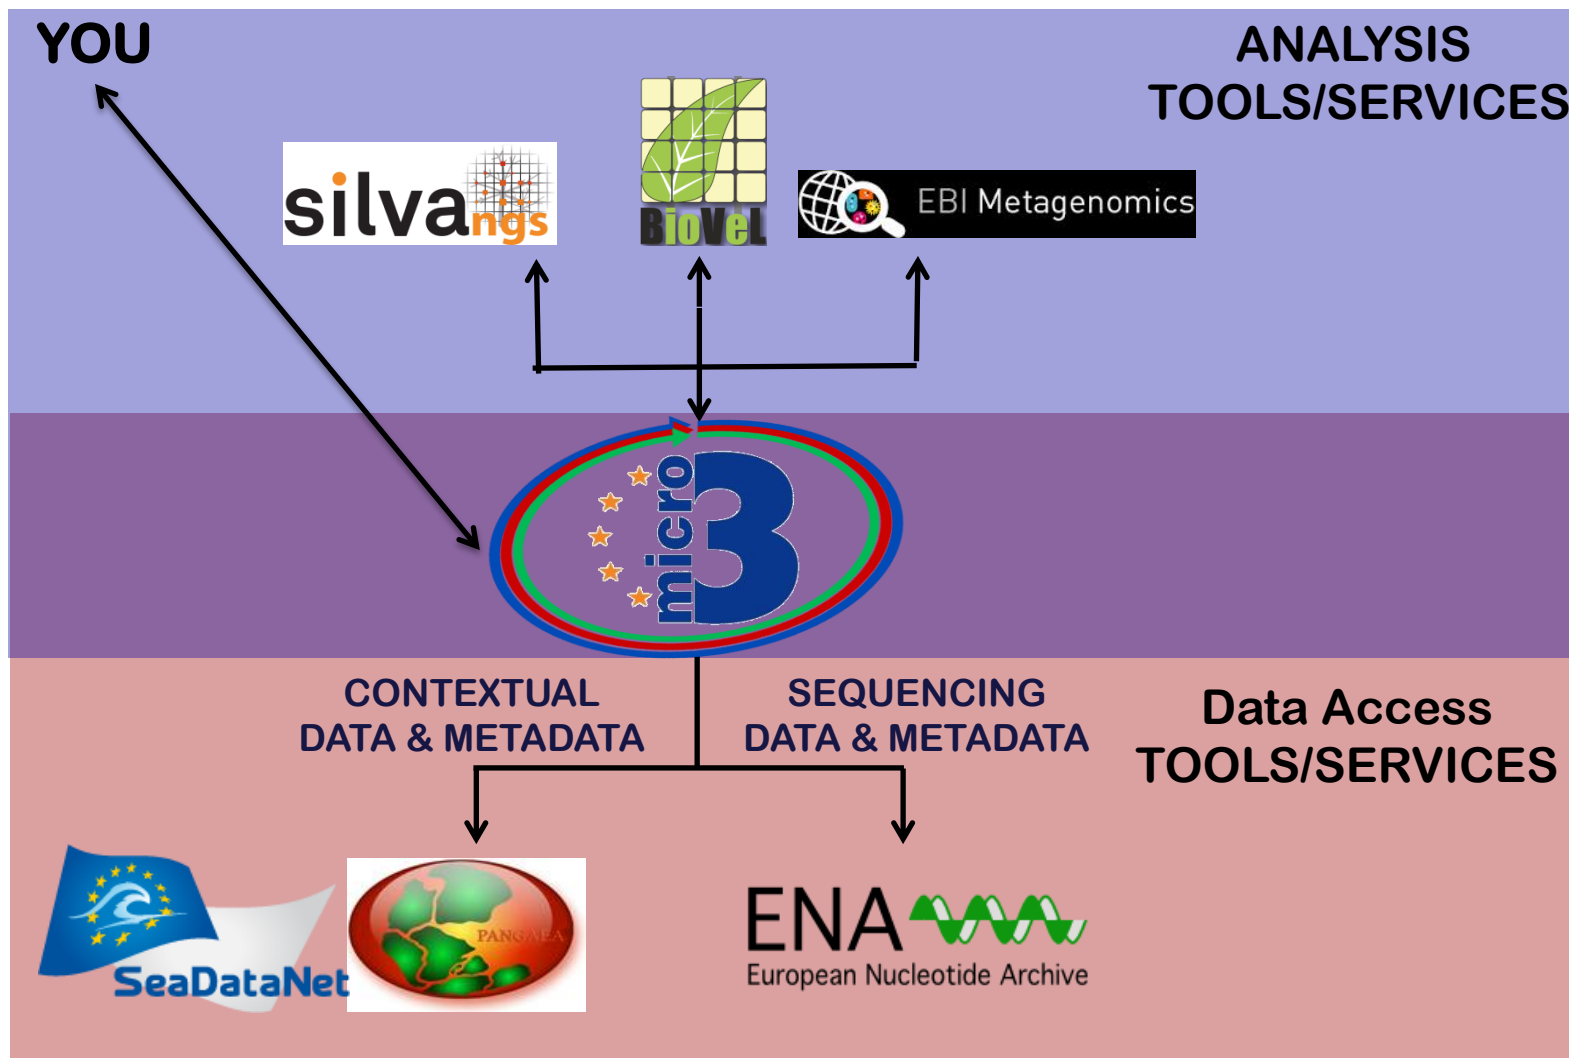 YOU
ANALYSIS
TOOLS/SERVICES
silvangs
BioVeL
EBI Metagenomics
micro 3
CONTEXTUAL
DATA & METADATA
SEQUENCING
DATA & METADATA
Data Access
TOOLS/SERVICES
SeaDataNet
PANGAEA
ENA
European Nucleotide Archive